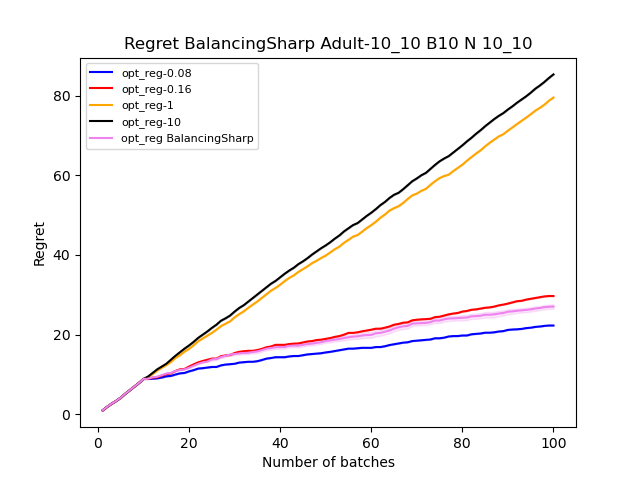 Regret BalancingSharp Adult-10_10 B10 N 10_10
opt_reg-0.08
opt_reg-0.16
opt_reg-1
opt_reg-10
opt_reg BalancingSharp
80
60
40
20
0
Regret
0 20 40 60 80 100
Number of batches